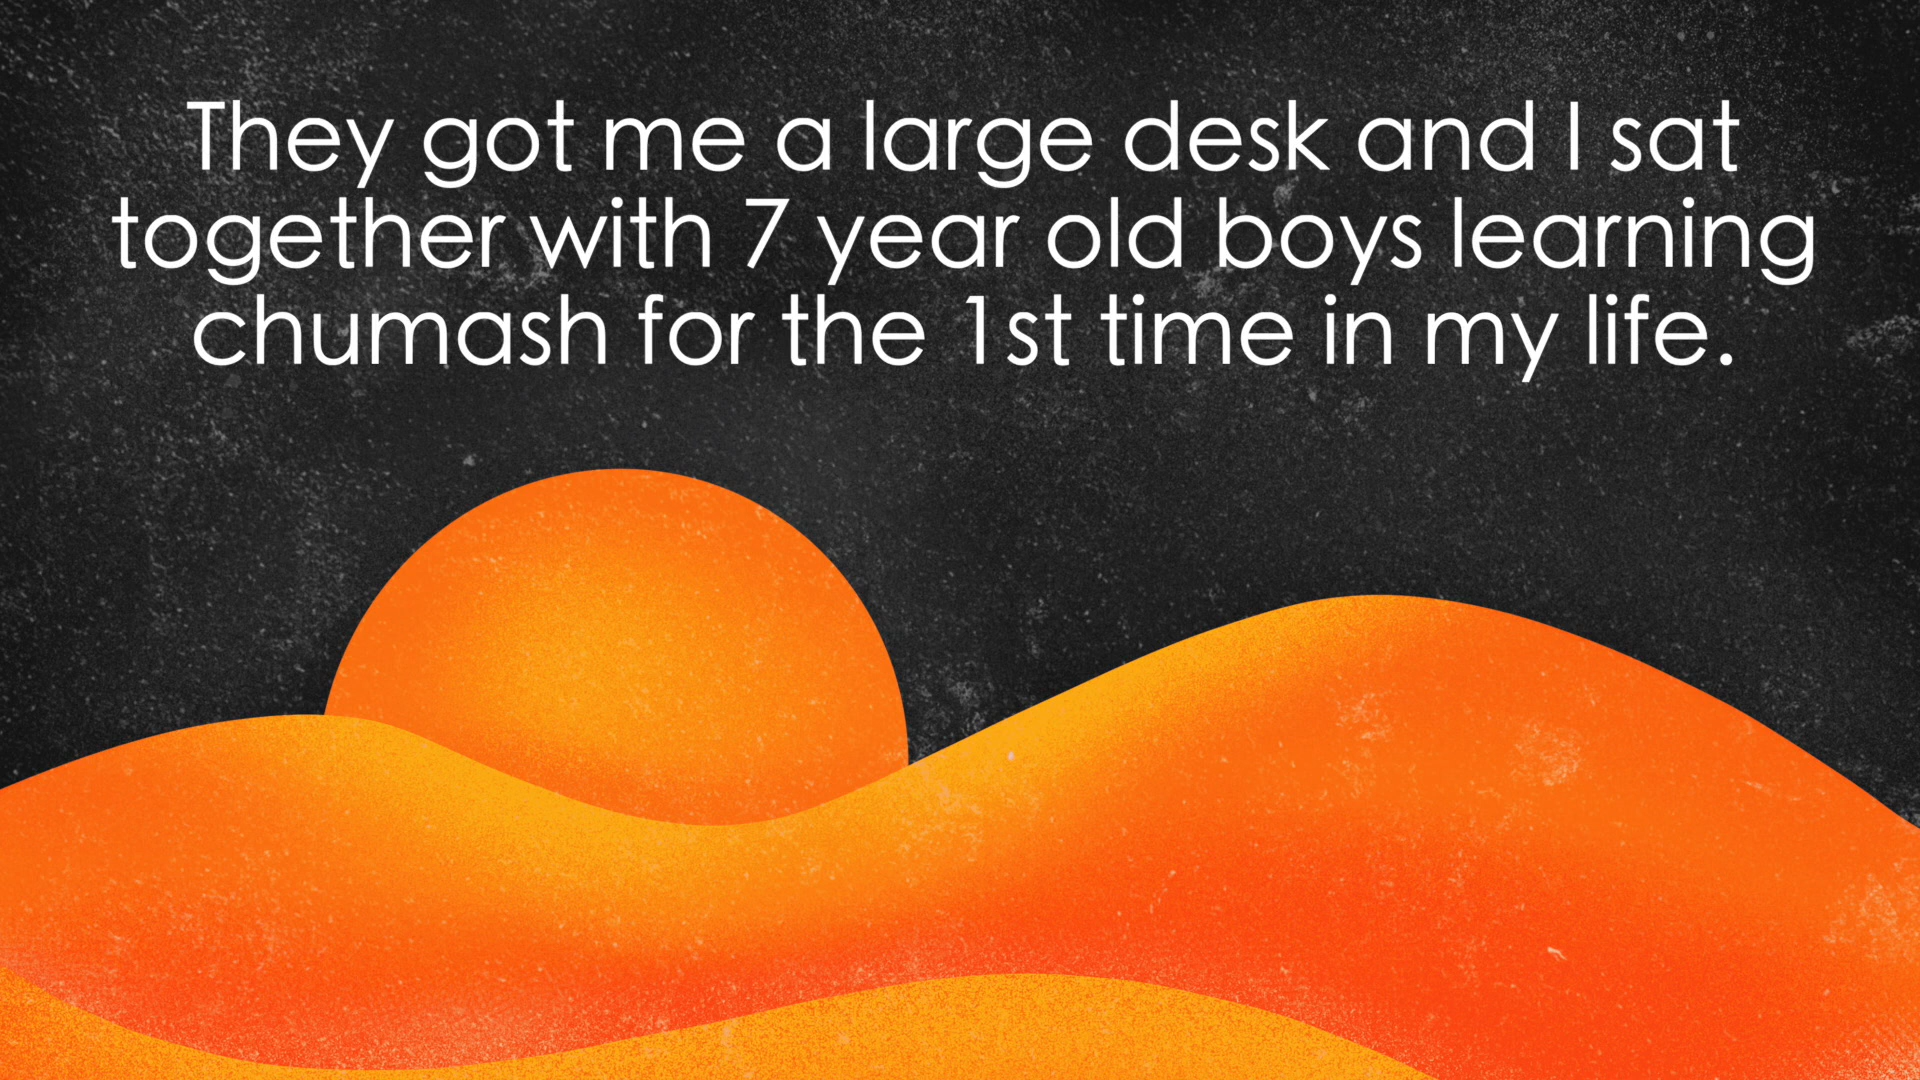 They got me a large desk and I sat
together with 7 year old boys learning
chumash for the 1st time in my life.